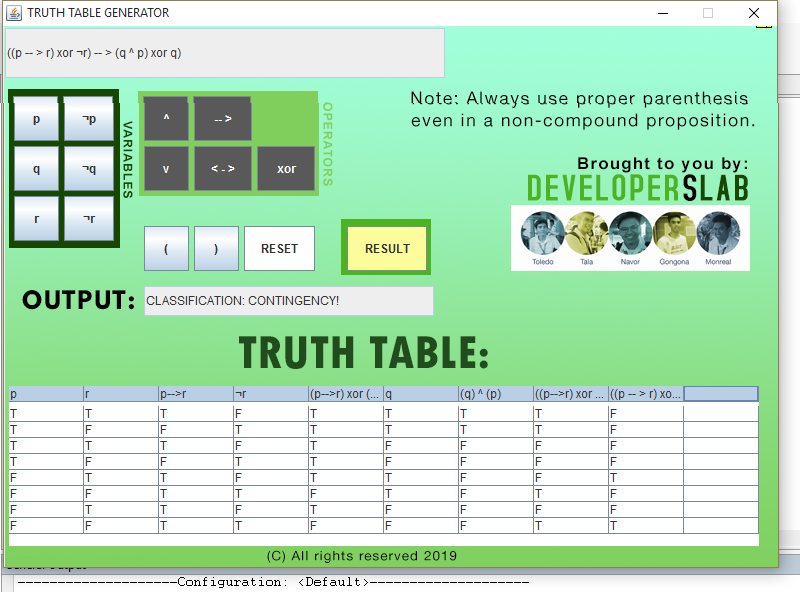 TRUTH TABLE GENERATOR
((p -- > r) xor ¬r) -- > (q ^ p) xor q)
p ¬p ^ -- >
q ¬q v < - > xor
r ¬r
VARIABLES
OPERATORS
( ) RESET RESULT
Note: Always use proper parenthesis
even in a non-compound proposition.
Brought to you by:
DEVELOPERSLAB
Toledo Tala Navor Gongona Monreal
OUTPUT: CLASSIFICATION: CONTINGENCY!
TRUTH TABLE:
p r p-->r ¬r (p-->r) xor (... q (q) ^ (p) ((p-->r) xor ... ((p -- > r) xo...
T T T F T T T T F
T F F T T T T T F
T T T F T F F F F
T F F T T F F F F
F T T F T T F F T
F F T T F T F T F
F T T F T F F F T
F F T T F F F T T
(C) All rights reserved 2019
--------------------Configuration: <Default>--------------------